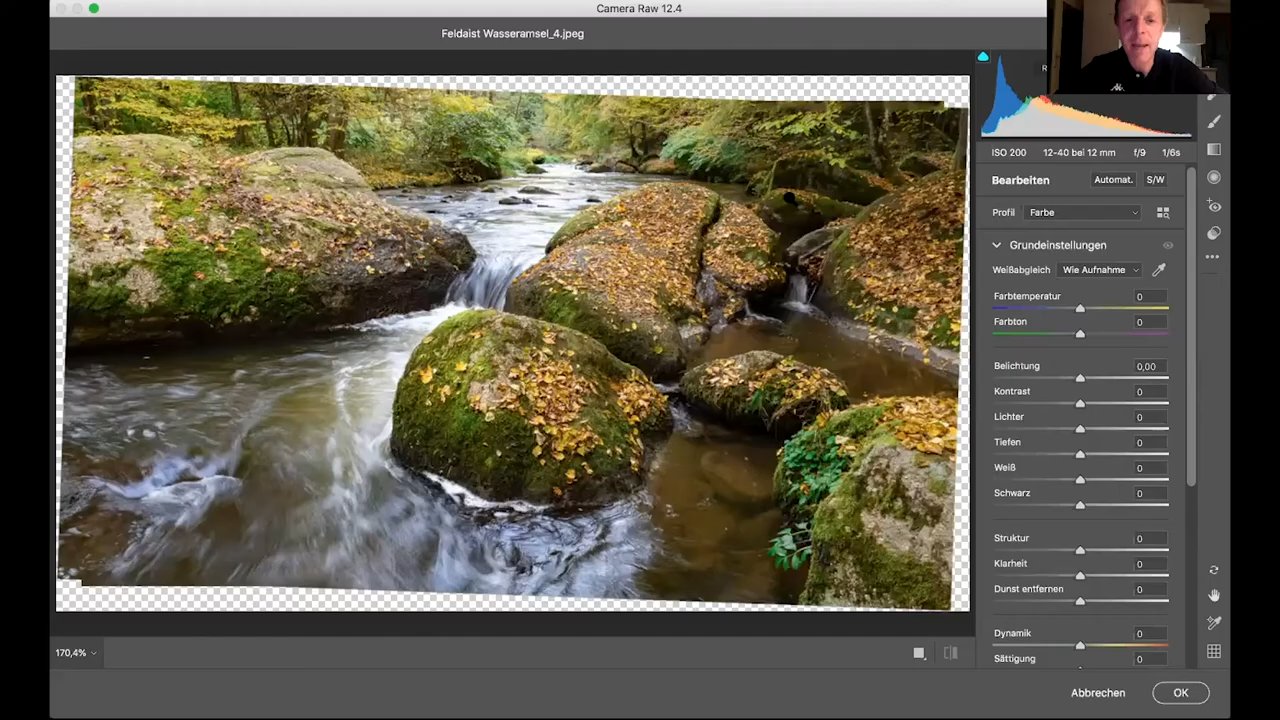 Camera Raw 12.4
Feldaist Wasseramsel_4.jpeg
ISO 200 12-40 bei 12 mm f/9 1/6s
Bearbeiten Automat. S/W
Profil Farbe
Grundeinstellungen
Weißabgleich Wie Aufnahme
Farbtemperatur 0
Farbton 0
Belichtung 0,00
Kontrast 0
Lichter 0
Tiefen 0
Weiß 0
Schwarz 0
Struktur 0
Klarheit 0
Dunst entfernen 0
Dynamik 0
Sättigung 0
170,4%
Abbrechen OK